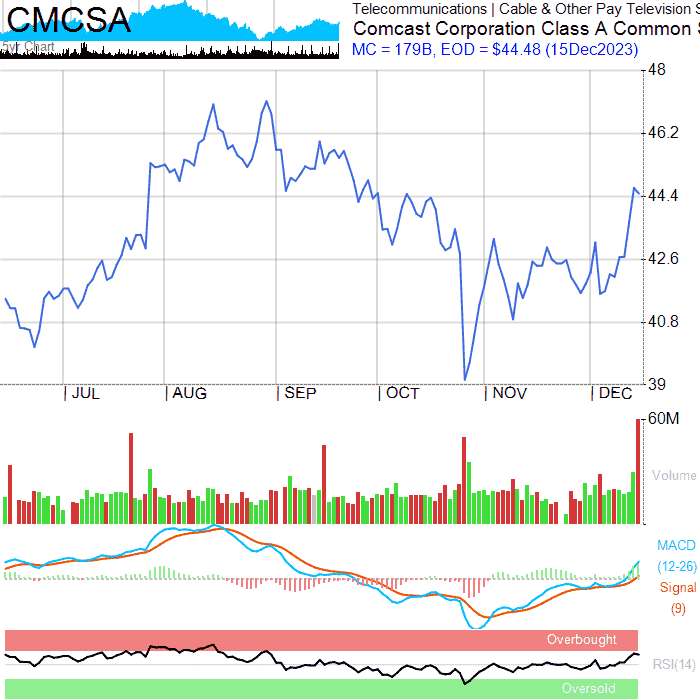 CMCSA
5yr Chart
Telecommunications | Cable & Other Pay Television S
Comcast Corporation Class A Common S
MC = 179B, EOD = $44.48 (15Dec2023)
48
46.2
44.4
42.6
40.8
39
JUL AUG SEP OCT NOV DEC
60M
Volume
MACD
(12-26)
Signal
(9)
Overbought
RSI(14)
Oversold